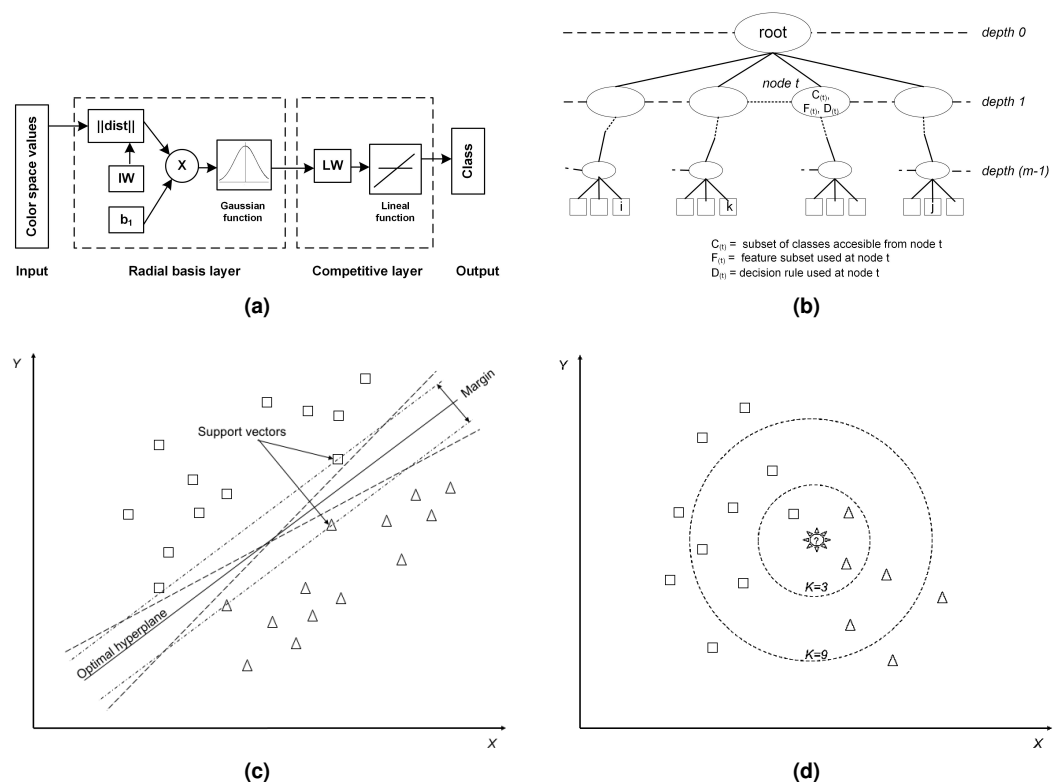 Color space values
||dist||
IW
b1
X
Gaussian
function
LW
Lineal
function
Class
Input
Radial basis layer
Competitive layer
Output
(a)
root
depth 0
node t
C(t),
F(t), D(t)
depth 1
depth (m-1)
i
k
j
C(t) = subset of classes accesible from node t
F(t) = feature subset used at node t
D(t) = decision rule used at node t
(b)
Y
Margin
Support vectors
Optimal hyperplane
X
(c)
Y
?
K=3
K=9
X
(d)